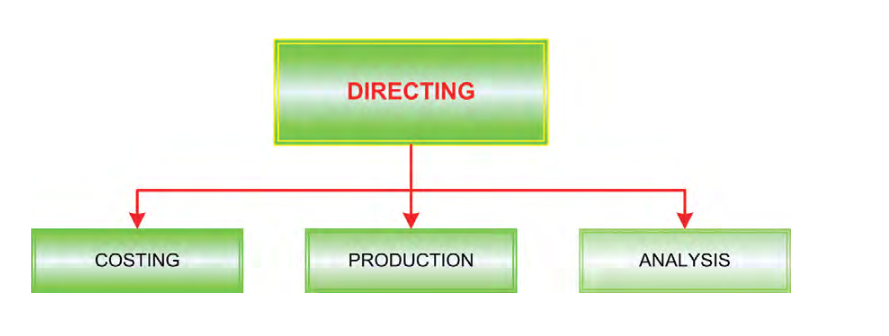 DIRECTING
COSTING
PRODUCTION
ANALYSIS